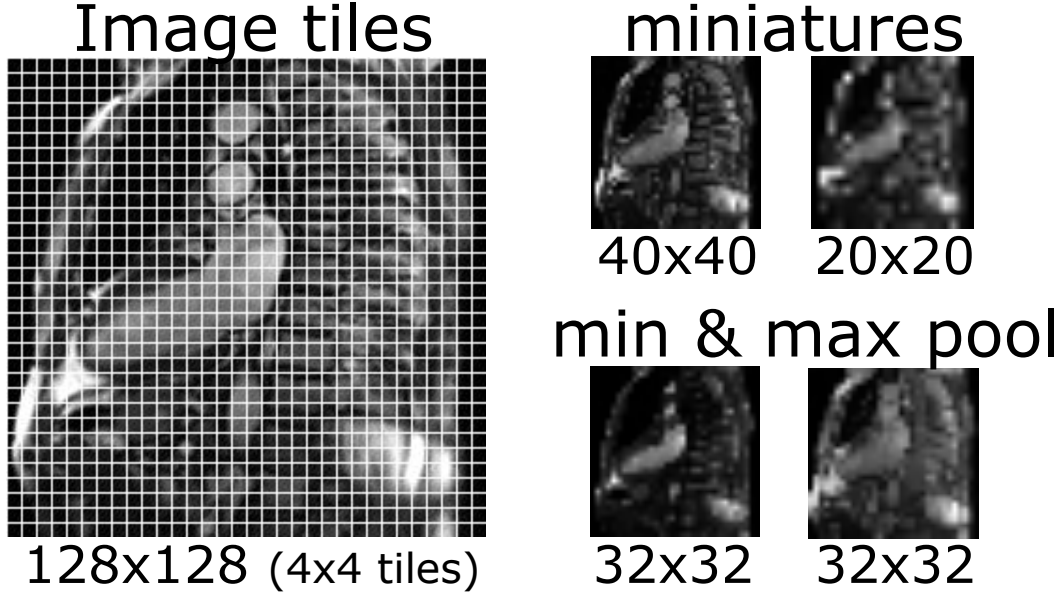 Image tiles
128x128 (4x4 tiles)
miniatures
40x40
20x20
min & max pool
32x32
32x32